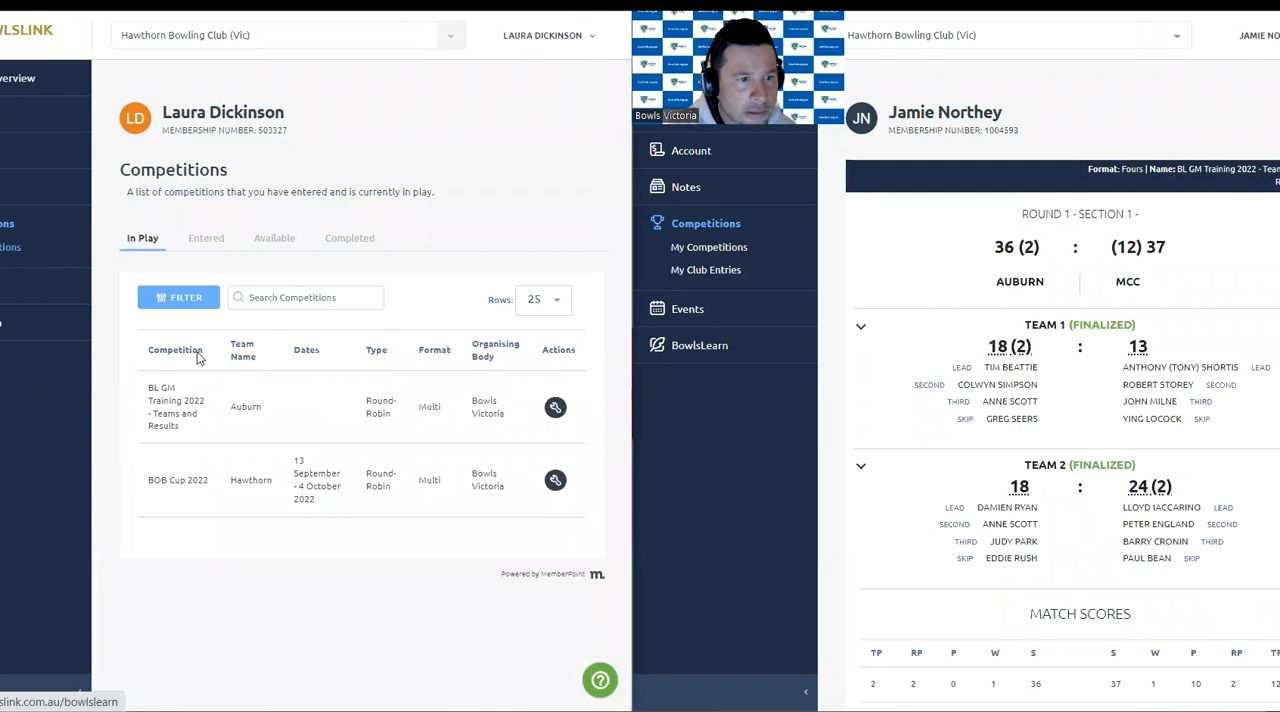 WLSLINK
Hawthorn Bowling Club (Vic)
LAURA DICKINSON
verview
ons
tions
n
LD
Laura Dickinson
MEMBERSHIP NUMBER: 503327
Competitions
A list of competitions that you have entered and is currently in play.
In Play Entered Available Completed
FILTER
Search Competitions
Rows: 25
Competition Team Name Dates Type Format Organising Body Actions
BL GM Training 2022 - Teams and Results Auburn Round-Robin Multi Bowls Victoria
BOB Cup 2022 Hawthorn 13 September - 4 October 2022 Round-Robin Multi Bowls Victoria
Powered by MemberPoint m.
slink.com.au/bowlslearn
Bowls Victoria
Account
Notes
Competitions
My Competitions
My Club Entries
Events
BowlsLearn
Hawthorn Bowling Club (Vic)
JAMIE NO
JN
Jamie Northey
MEMBERSHIP NUMBER: 1004593
Format: Fours | Name: BL GM Training 2022 - Tea
R
ROUND 1 - SECTION 1 -
36 (2) : (12) 37
AUBURN MCC
TEAM 1 (FINALIZED)
18 (2) : 13
LEAD TIM BEATTIE ANTHONY (TONY) SHORTIS LEAD
SECOND COLWYN SIMPSON ROBERT STOREY SECOND
THIRD ANNE SCOTT JOHN MILNE THIRD
SKIP GREG SEERS YING LOCOCK SKIP
TEAM 2 (FINALIZED)
18 : 24 (2)
LEAD DAMIEN RYAN LLOYD IACCARINO LEAD
SECOND ANNE SCOTT PETER ENGLAND SECOND
THIRD JUDY PARK BARRY CRONIN THIRD
SKIP EDDIE RUSH PAUL BEAN SKIP
MATCH SCORES
TP RP P W S S W P RP TP
2 2 0 1 36 37 1 10 2 12